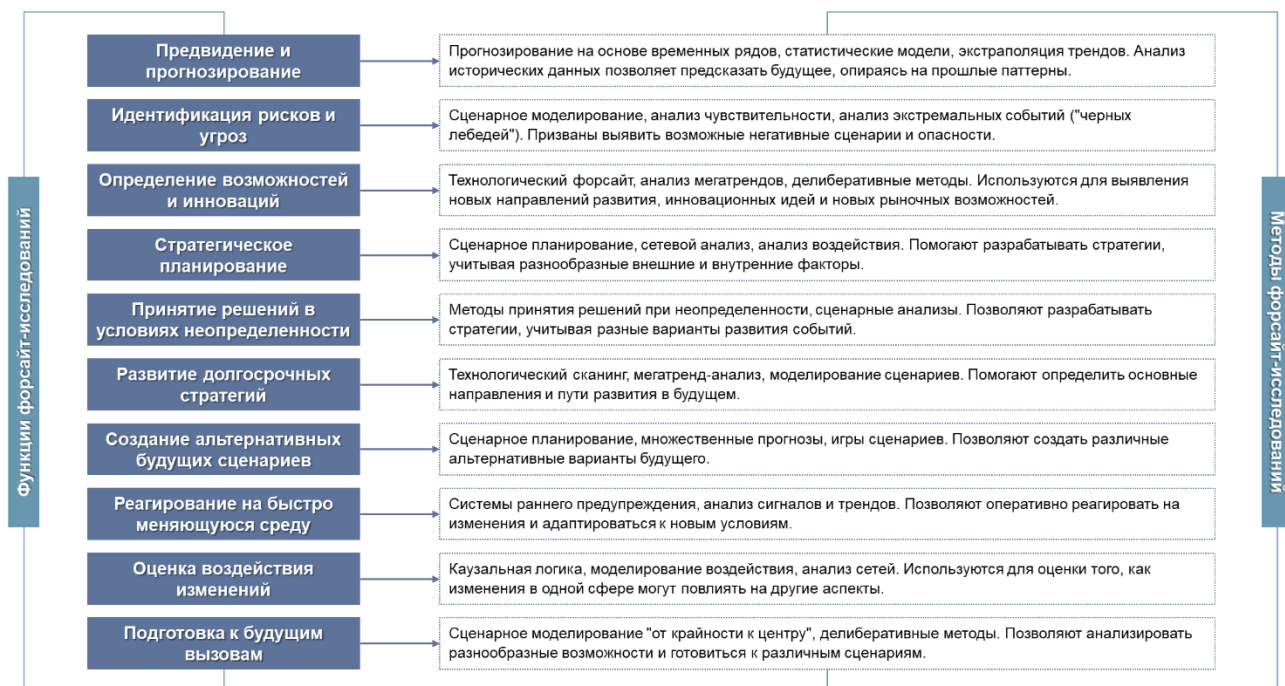 Функции форсайт-исследований
Предвидение и
прогнозирование
Прогнозирование на основе временных рядов, статистические модели, экстраполяция трендов. Анализ
исторических данных позволяет предсказать будущее, опираясь на прошлые паттерны.
Идентификация рисков и
угроз
Сценарное моделирование, анализ чувствительности, анализ экстремальных событий ("черных
лебедей"). Призваны выявить возможные негативные сценарии и опасности.
Определение возможностей
и инноваций
Технологический форсайт, анализ мегатрендов, делиберативные методы. Используются для выявления
новых направлений развития, инновационных идей и новых рыночных возможностей.
Стратегическое
планирование
Сценарное планирование, сетевой анализ, анализ воздействия. Помогают разрабатывать стратегии,
учитывая разнообразные внешние и внутренние факторы.
Принятие решений в
условиях неопределенности
Методы принятия решений при неопределенности, сценарные анализы. Позволяют разрабатывать
стратегии, учитывая разные варианты развития событий.
Развитие долгосрочных
стратегий
Технологический сканинг, мегатренд-анализ, моделирование сценариев. Помогают определить основные
направления и пути развития в будущем.
Создание альтернативных
будущих сценариев
Сценарное планирование, множественные прогнозы, игры сценариев. Позволяют создать различные
альтернативные варианты будущего.
Реагирование на быстро
меняющуюся среду
Системы раннего предупреждения, анализ сигналов и трендов. Позволяют оперативно реагировать на
изменения и адаптироваться к новым условиям.
Оценка воздействия
изменений
Каузальная логика, моделирование воздействия, анализ сетей. Используются для оценки того, как
изменения в одной сфере могут повлиять на другие аспекты.
Подготовка к будущим
вызовам
Сценарное моделирование "от крайности к центру", делиберативные методы. Позволяют анализировать
разнообразные возможности и готовиться к различным сценариям.
Методы форсайт-исследований